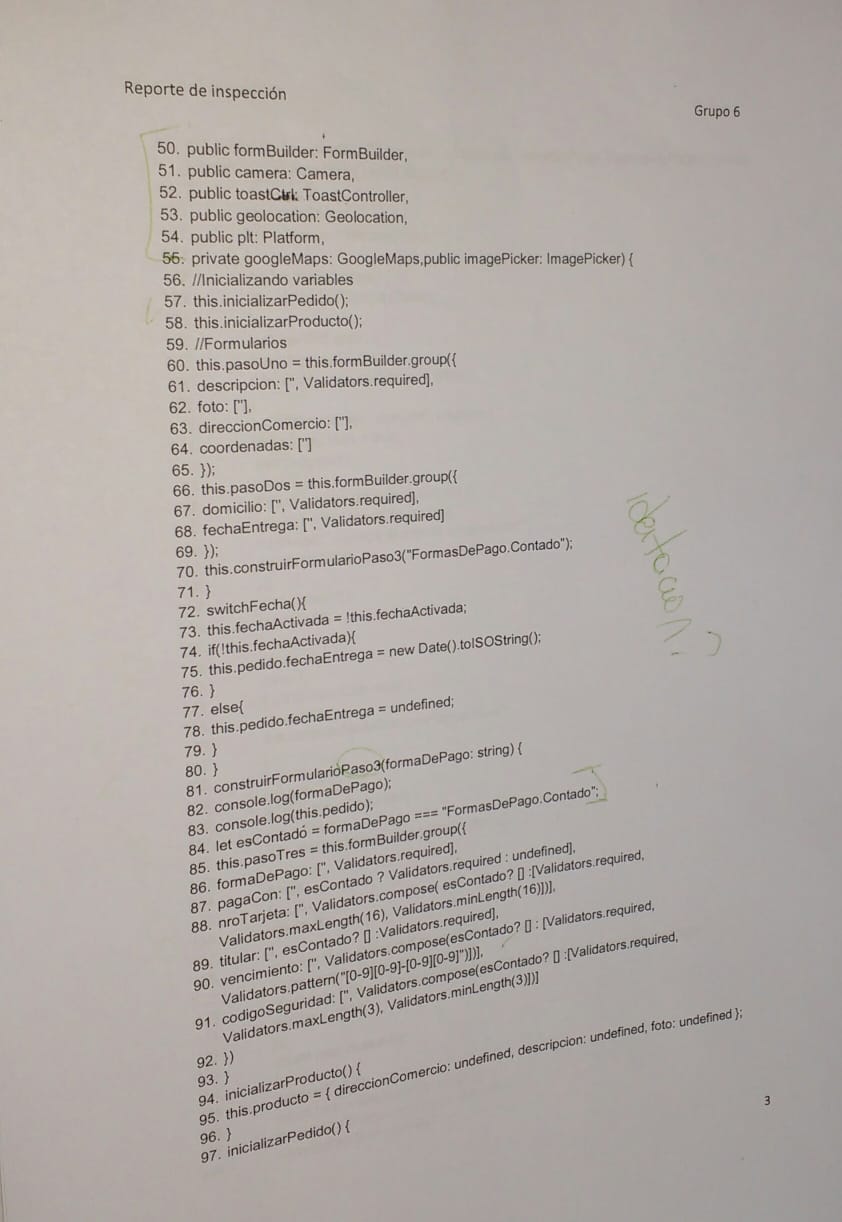 Reporte de inspección
Grupo 6
50. public formBuilder: FormBuilder,
51. public camera: Camera,
52. public toastCtrl: ToastController,
53. public geolocation: Geolocation,
54. public plt: Platform,
55. private googleMaps: GoogleMaps,public imagePicker: ImagePicker) {
56. //Inicializando variables
57. this.inicializarPedido();
58. this.inicializarProducto();
59. //Formularios
60. this.pasoUno = this.formBuilder.group({
61. descripcion: ['', Validators.required],
62. foto: [''],
63. direccionComercio: [''],
64. coordenadas: ['']
65. });
66. this.pasoDos = this.formBuilder.group({
67. domicilio: ['', Validators.required],
68. fechaEntrega: ['', Validators.required]
69. });
70. this.construirFormularioPaso3("FormasDePago.Contado");
71. }
72. switchFecha(){
73. this.fechaActivada = !this.fechaActivada;
74. if(!this.fechaActivada){
75. this.pedido.fechaEntrega = new Date().toISOString();
76. }
77. else{
78. this.pedido.fechaEntrega = undefined;
79. }
80. }
81. construirFormularioPaso3(formaDePago: string) {
82. console.log(formaDePago);
83. console.log(this.pedido);
84. let esContado = formaDePago === "FormasDePago.Contado";
85. this.pasoTres = this.formBuilder.group({
86. formaDePago: ['', Validators.required],
87. pagaCon: ['', esContado ? Validators.required : undefined],
88. nroTarjeta: ['', Validators.compose( esContado? [] :[Validators.required,
Validators.maxLength(16), Validators.minLength(16)])],
89. titular: ['', esContado? [] :Validators.required],
90. vencimiento: ['', Validators.compose(esContado? [] : [Validators.required,
Validators.pattern("[0-9][0-9]-[0-9][0-9]")])],
91. codigoSeguridad: ['', Validators.compose(esContado? [] :[Validators.required,
Validators.maxLength(3), Validators.minLength(3)])]
92. })
93. }
94. inicializarProducto() {
95. this.producto = { direccionComercio: undefined, descripcion: undefined, foto: undefined };
96. }
97. inicializarPedido() {
3